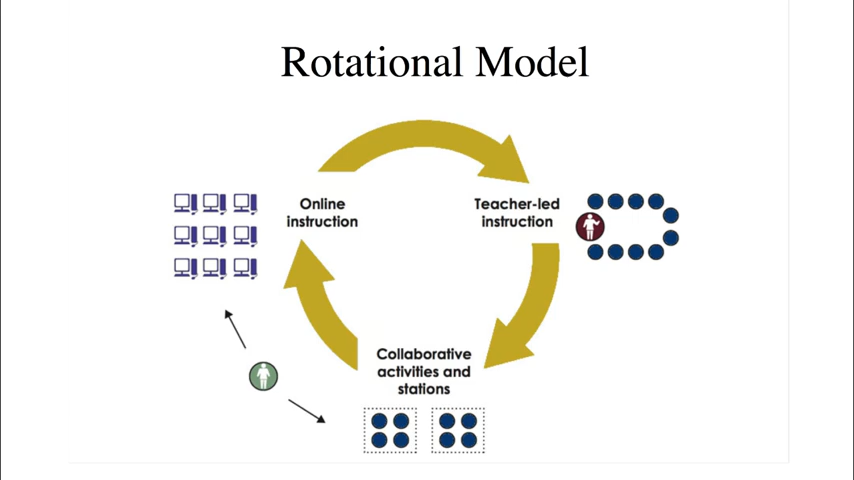 Rotational Model
Online
instruction
Teacher-led
instruction
Collaborative
activities and
stations